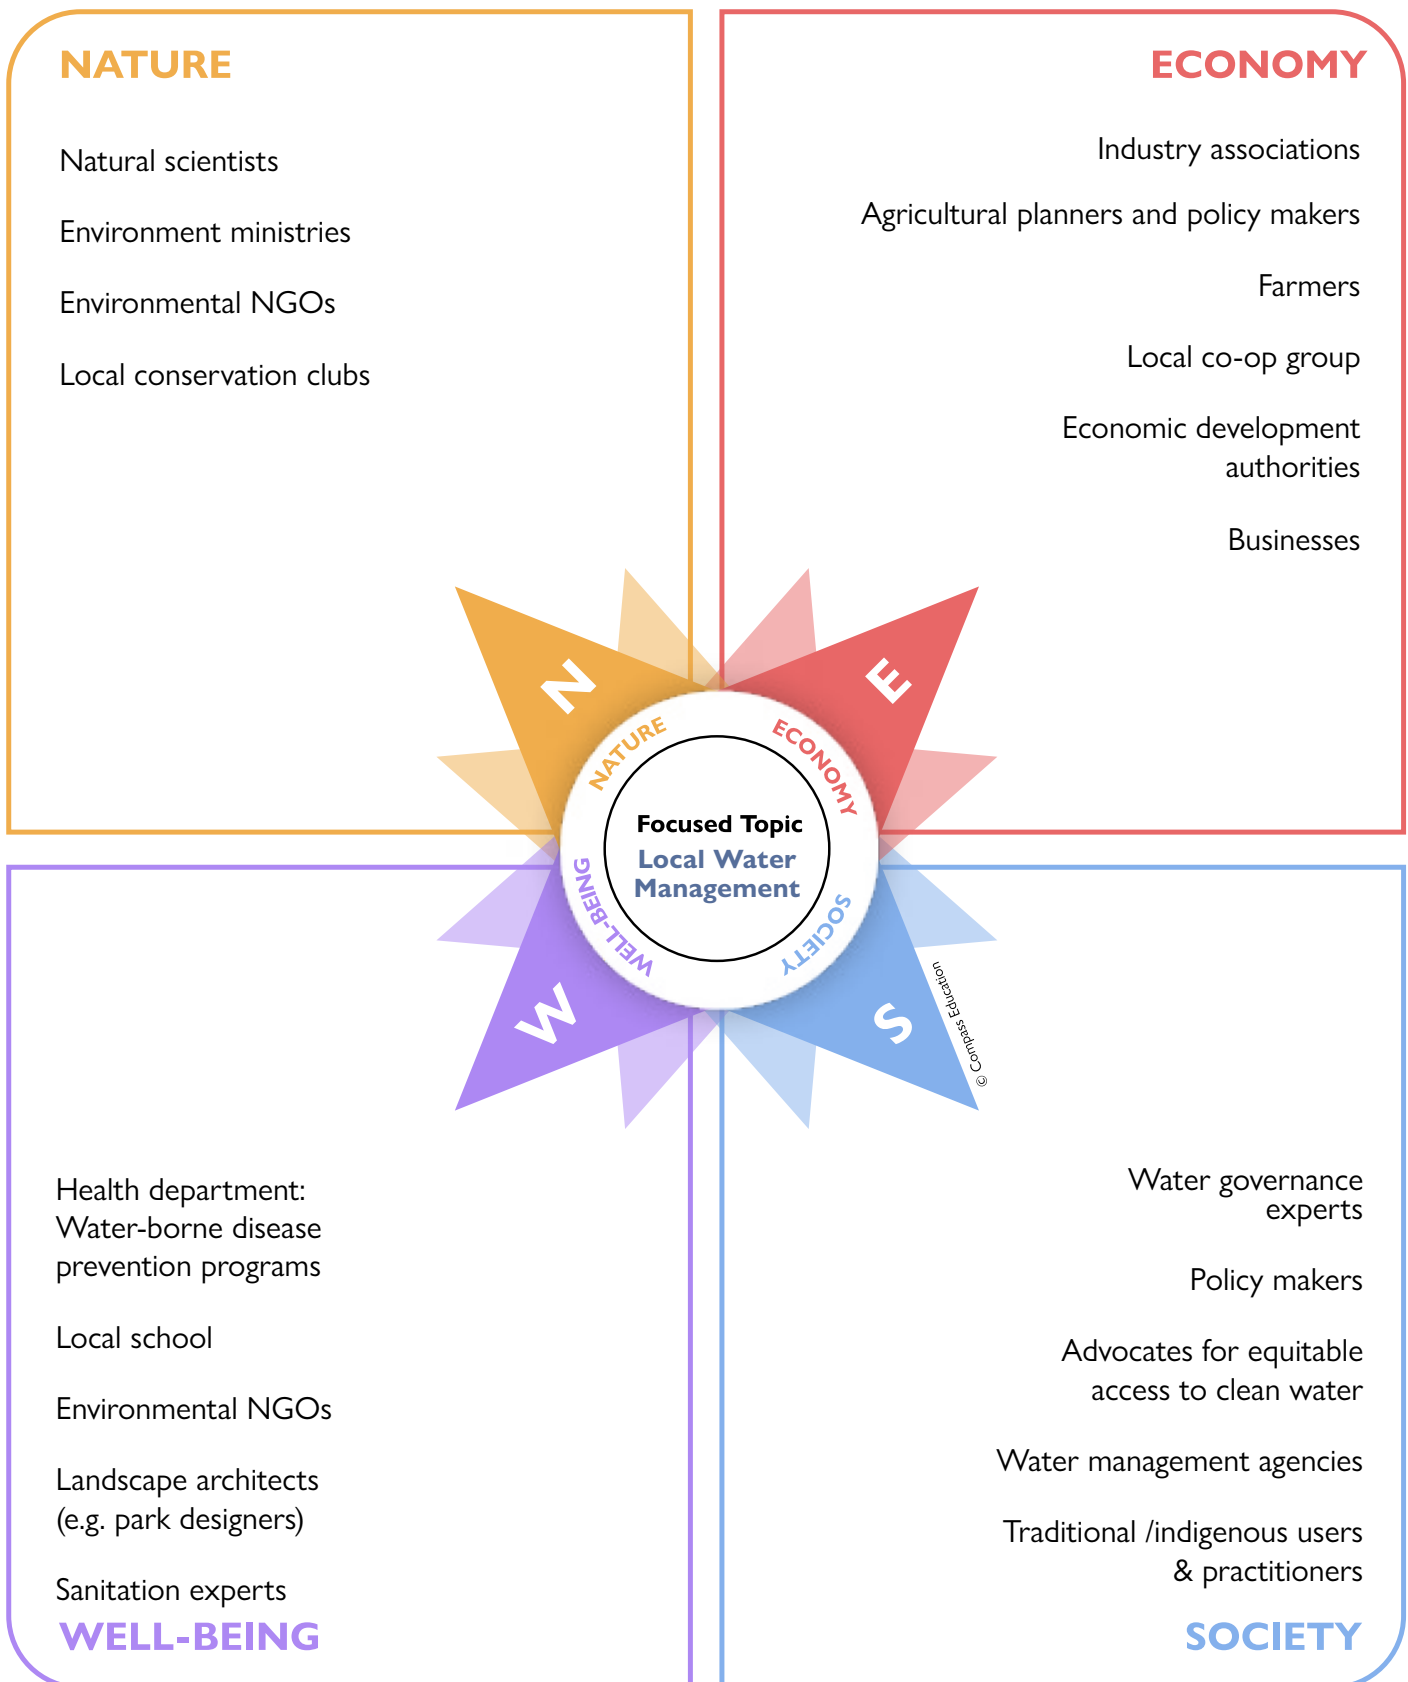 NATURE
Natural scientists
Environment ministries
Environmental NGOs
Local conservation clubs
ECONOMY
Industry associations
Agricultural planners and policy makers
Farmers
Local co-op group
Economic development
authorities
Businesses
N
E
NATURE
ECONOMY
Focused Topic
Local Water
Management
WELL-BEING
SOCIETY
W
S
© Compass Education
Health department:
Water-borne disease
prevention programs
Local school
Environmental NGOs
Landscape architects
(e.g. park designers)
Sanitation experts
WELL-BEING
Water governance
experts
Policy makers
Advocates for equitable
access to clean water
Water management agencies
Traditional /indigenous users
& practitioners
SOCIETY